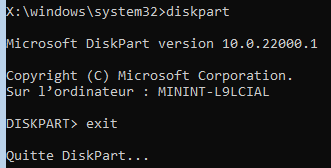 X:\windows\system32>diskpart
Microsoft DiskPart version 10.0.22000.1
Copyright (C) Microsoft Corporation.
Sur l’ordinateur : MININT-L9LCIAL
DISKPART> exit
Quitte DiskPart...